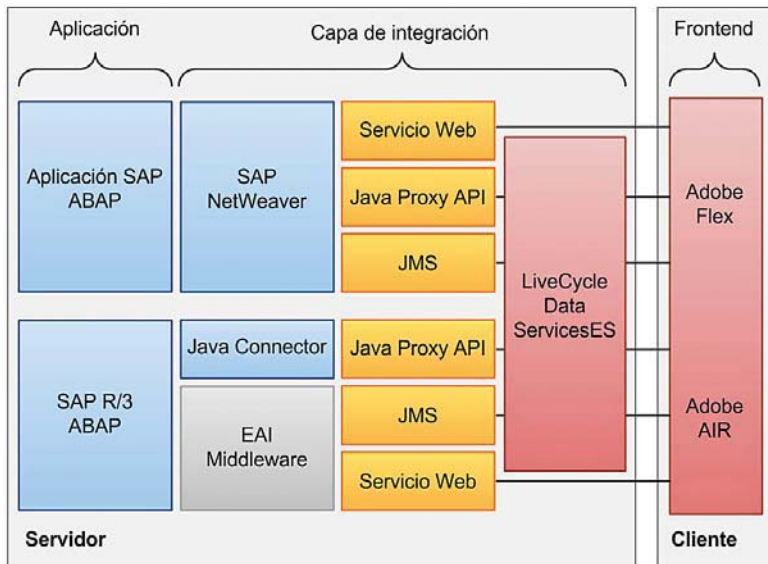 Aplicación
Capa de integración
Frontend
Aplicación SAP
ABAP
SAP
NetWeaver
Servicio Web
Java Proxy API
JMS
LiveCycle
Data
ServicesES
Adobe
Flex
SAP R/3
ABAP
Java Connector
EAI
Middleware
Java Proxy API
JMS
Servicio Web
Adobe
AIR
Servidor
Cliente